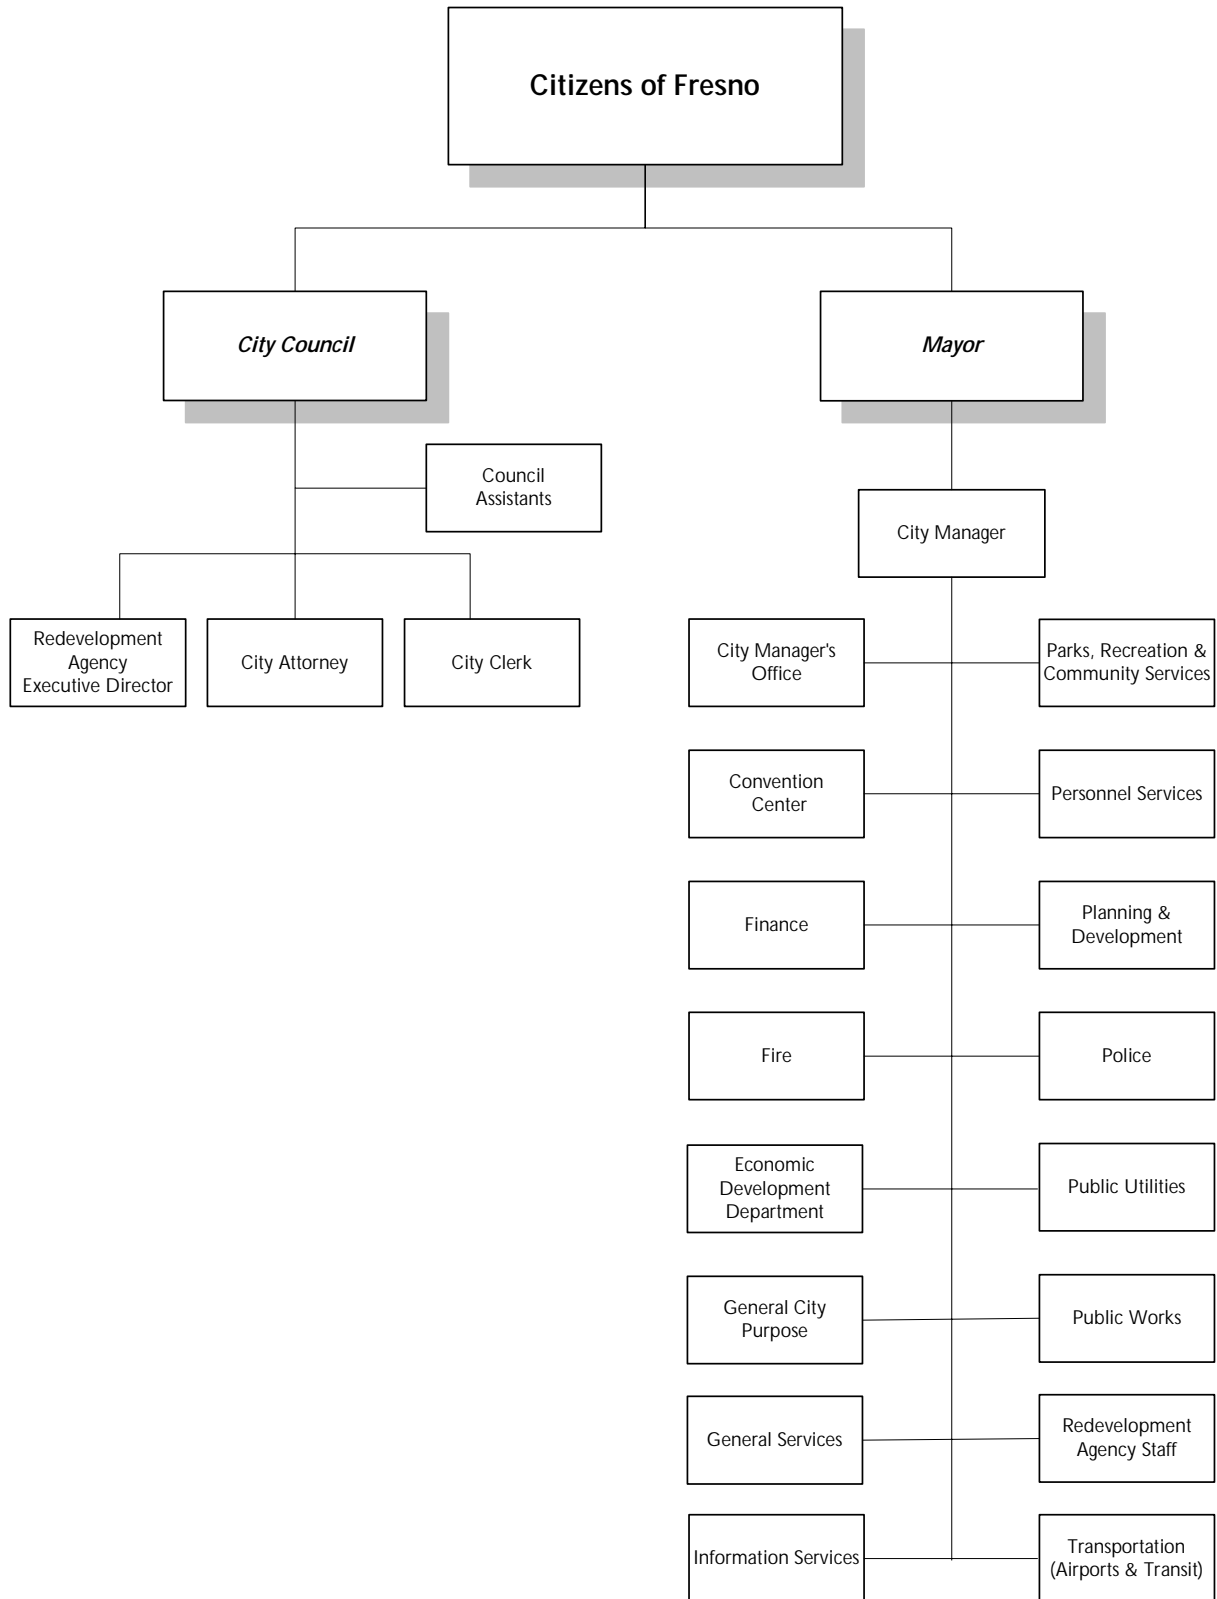 Citizens of Fresno
City Council
Mayor
Council
Assistants
City Manager
Redevelopment
Agency
Executive Director
City Attorney
City Clerk
City Manager's
Office
Parks, Recreation &
Community Services
Convention
Center
Personnel Services
Finance
Planning &
Development
Fire
Police
Economic
Development
Department
Public Utilities
General City
Purpose
Public Works
General Services
Redevelopment
Agency Staff
Information Services
Transportation
(Airports & Transit)